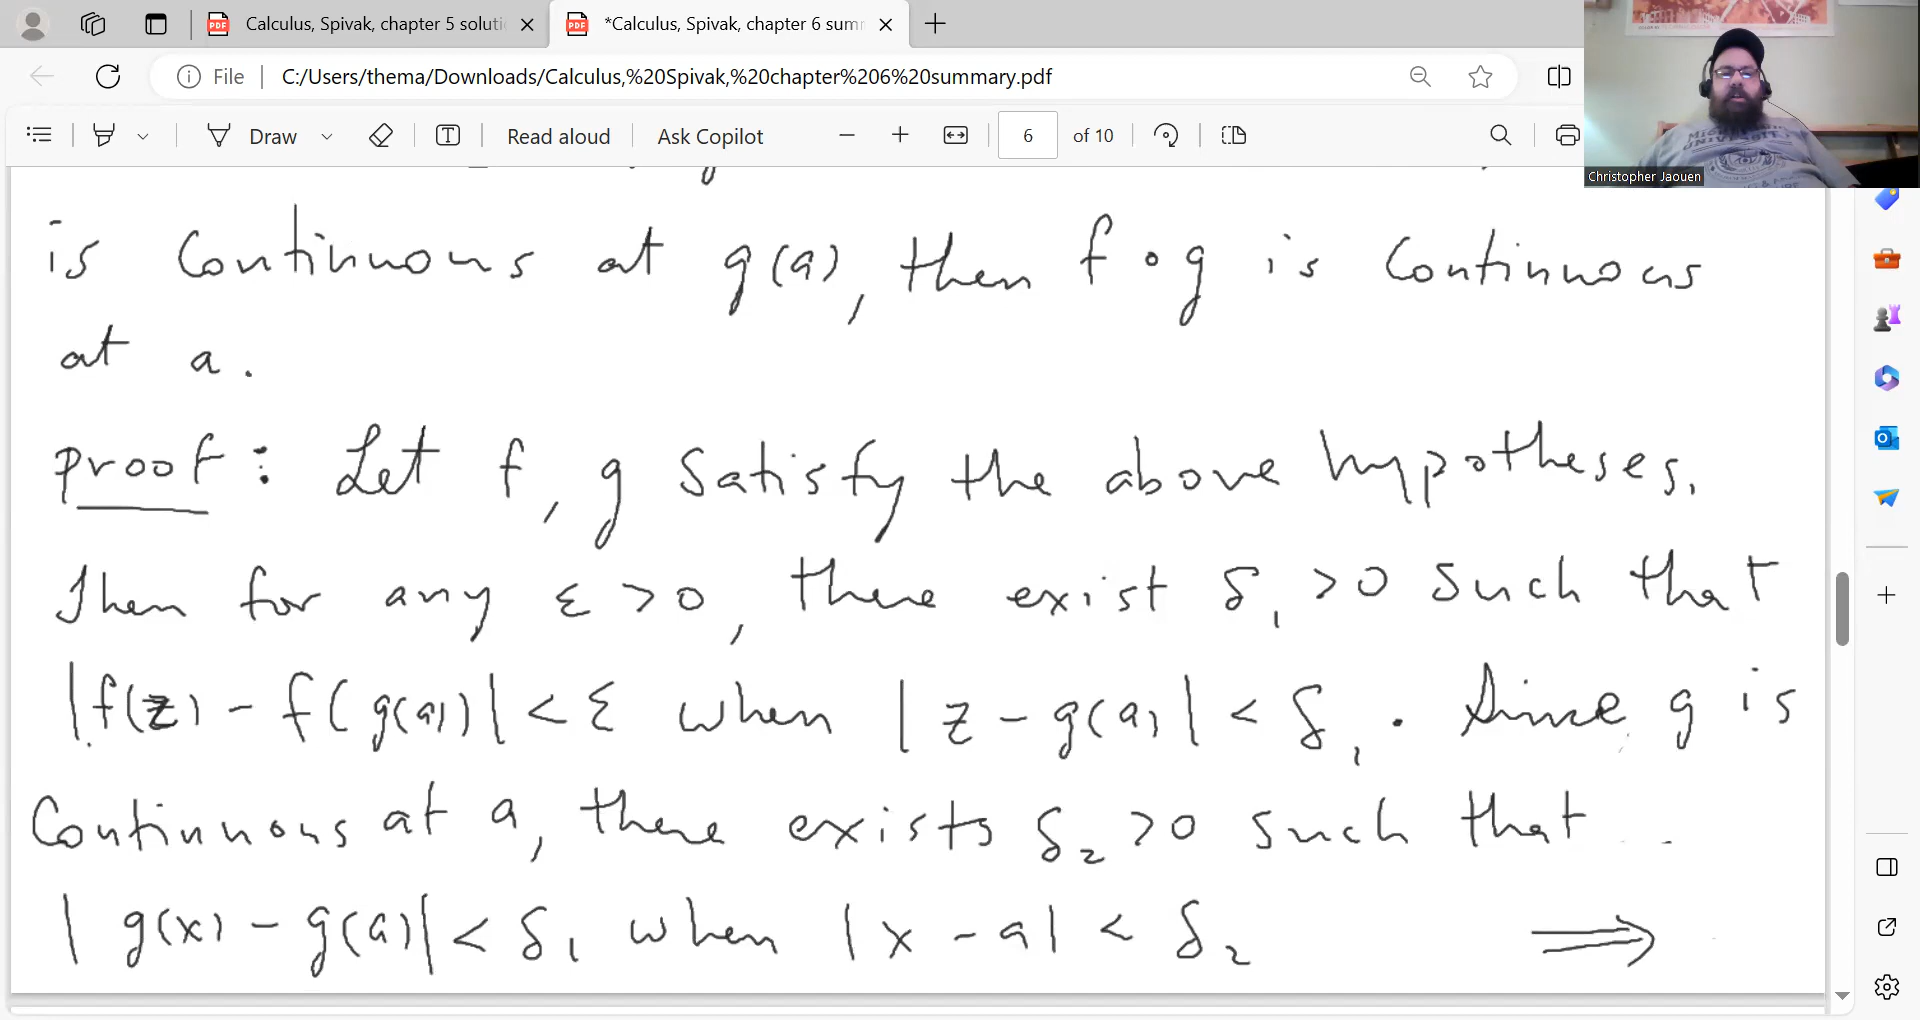 Calculus, Spivak, chapter 5 soluti
*Calculus, Spivak, chapter 6 sum
File
C:/Users/thema/Downloads/Calculus,%20Spivak,%20chapter%206%20summary.pdf
Draw
Read aloud
Ask Copilot
6
of 10
Christopher Jaouen
is continuous at g(a), then f∘g is continuous
at a.
proof: Let f, g satisfy the above hypotheses.
Then for any ε > 0, there exist δ₁ > 0 such that
|f(z) - f(g(a))| < ε when |z - g(a)| < δ₁. Since g is
continuous at a, there exists δ₂ > 0 such that
|g(x) - g(a)| < δ₁ when |x - a| < δ₂ ⟹